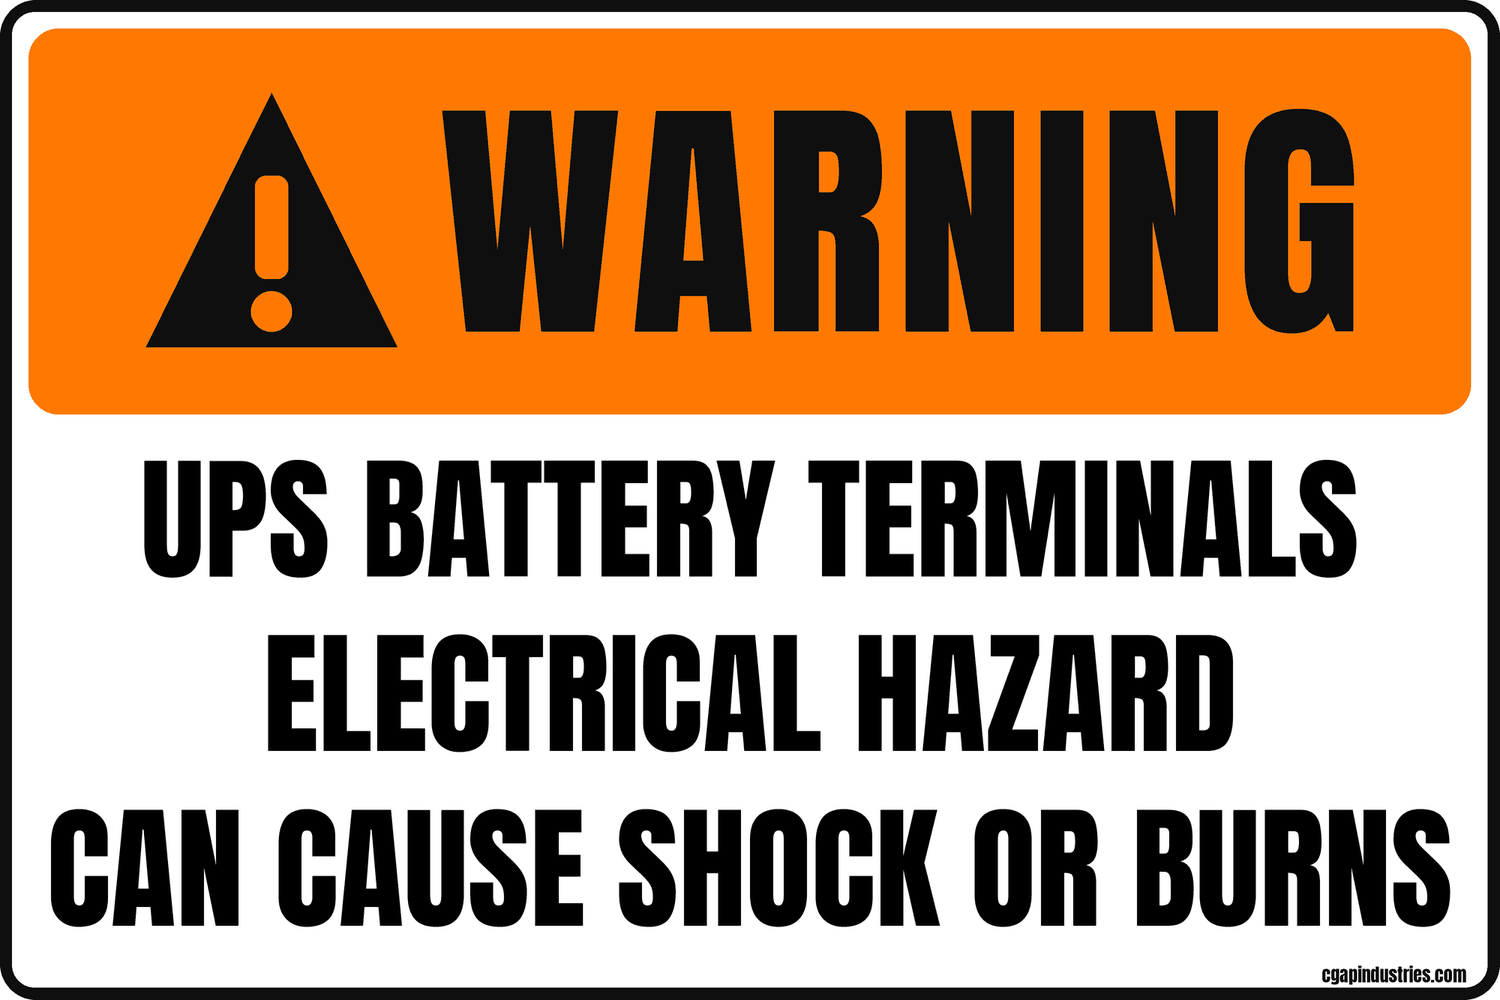 WARNING
UPS BATTERY TERMINALS
ELECTRICAL HAZARD
CAN CAUSE SHOCK OR BURNS
cgapindustries.com